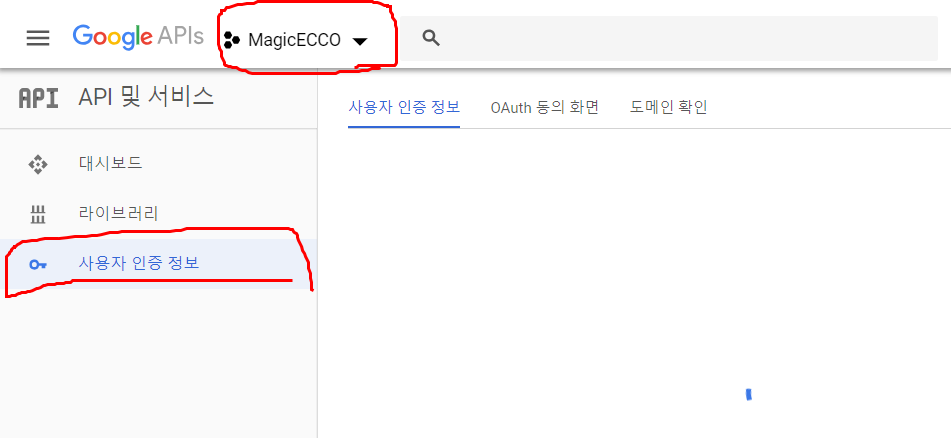 Google APIs MagicECCO
API API 및 서비스
사용자 인증 정보 OAuth 동의 화면 도메인 확인
대시보드
라이브러리
사용자 인증 정보